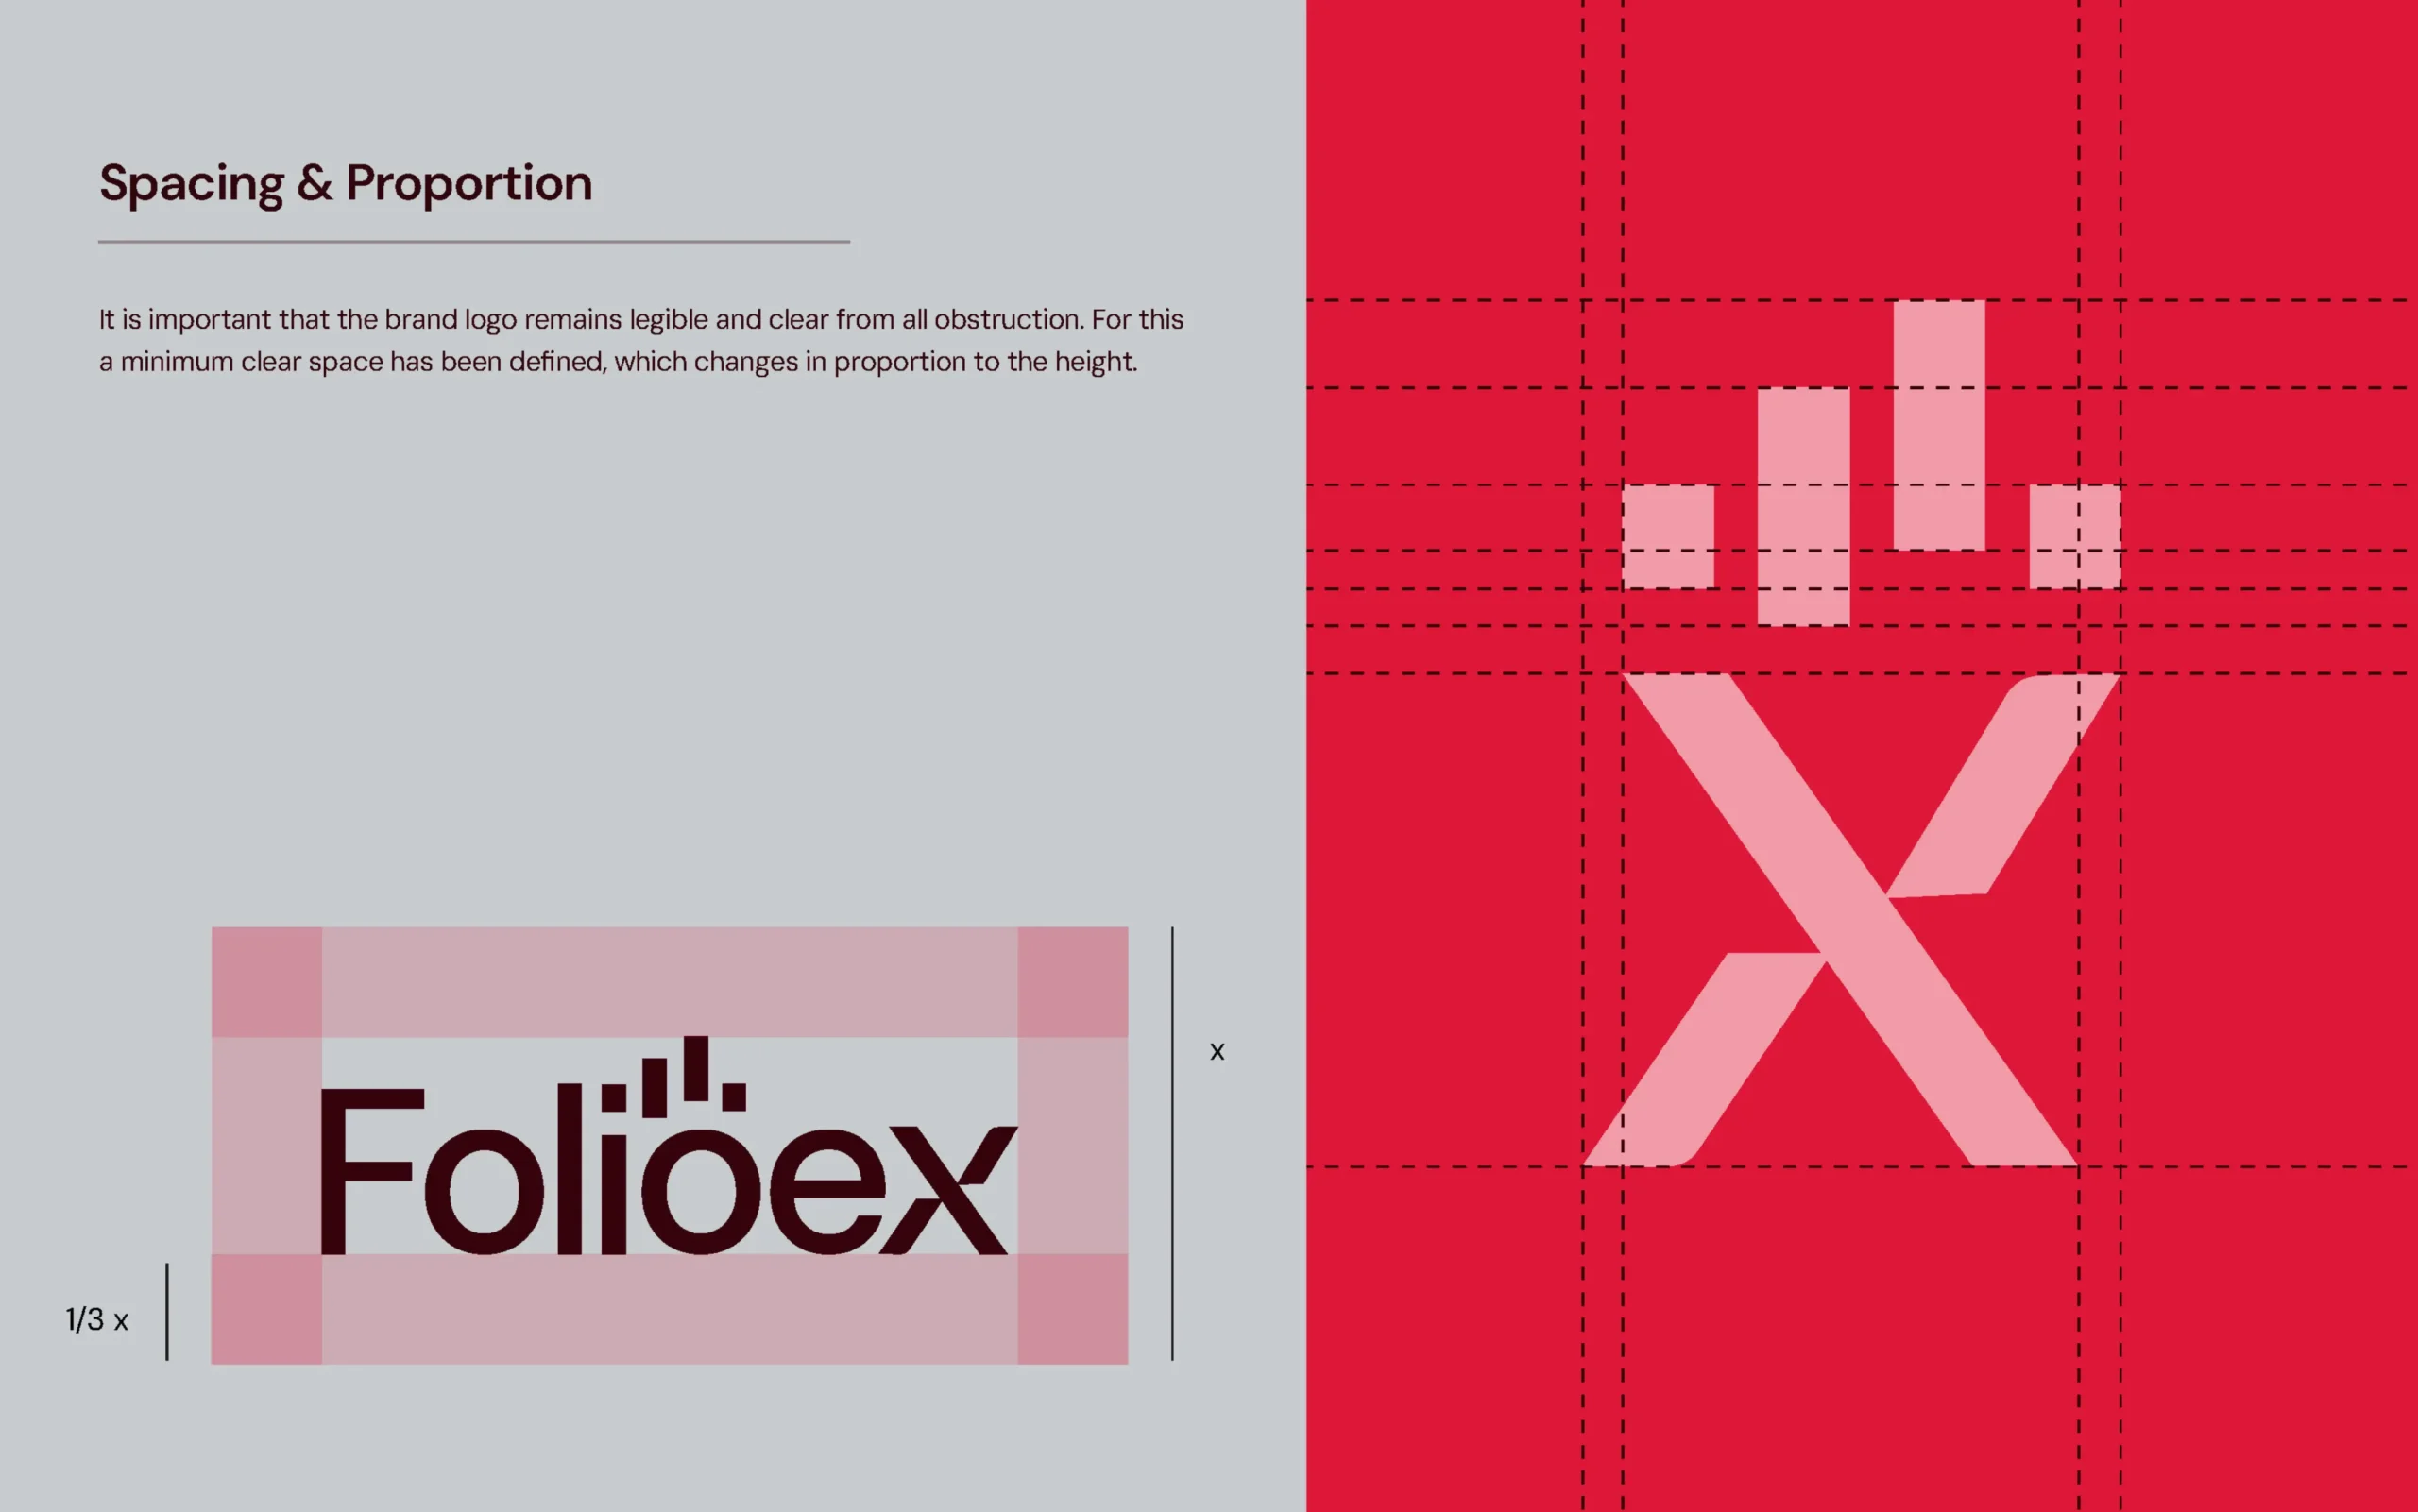 Spacing & Proportion
It is important that the brand logo remains legible and clear from all obstruction. For this
a minimum clear space has been defined, which changes in proportion to the height.
x
Folioex
1/3 x
X